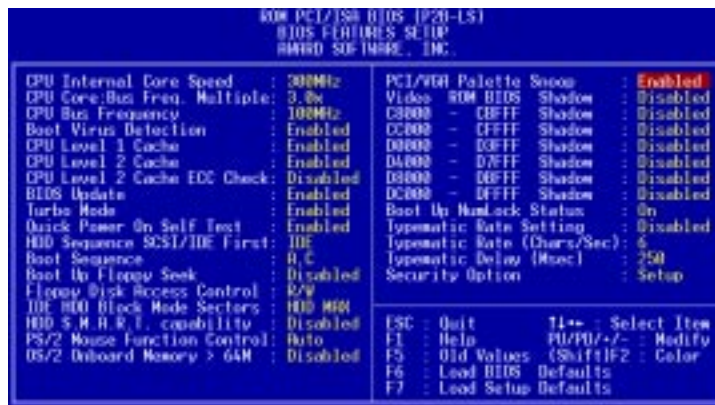 ROM PCI/ISA BIOS (P2B-LS)
BIOS FEATURES SETUP
AWARD SOFTWARE, INC.
CPU Internal Core Speed : 300MHz
CPU Core:Bus Freq. Multiple: 3.0x
CPU Bus Frequency : 100MHz
Boot Virus Detection : Enabled
CPU Level 1 Cache : Enabled
CPU Level 2 Cache : Enabled
CPU Level 2 Cache ECC Check: Disabled
BIOS Update : Enabled
Turbo Mode : Enabled
Quick Power On Self Test : Enabled
HDD Sequence SCSI/IDE First: IDE
Boot Sequence : A,C
Boot Up Floppy Seek : Disabled
Floppy Disk Access Control : R/W
IDE HDD Block Mode Sectors : HDD MAX
HDD S.M.A.R.T. capability : Disabled
PS/2 Mouse Function Control: Auto
OS/2 Onboard Memory > 64M : Disabled
PCI/VGA Palette Snoop : Enabled
Video ROM BIOS Shadow : Disabled
C8000 - CBFFF Shadow : Disabled
CC000 - CFFFF Shadow : Disabled
D0000 - D3FFF Shadow : Disabled
D4000 - D7FFF Shadow : Disabled
D8000 - DBFFF Shadow : Disabled
DC000 - DFFFF Shadow : Disabled
Boot Up NumLock Status : On
Typematic Rate Setting : Disabled
Typematic Rate (Chars/Sec): 6
Typematic Delay (Msec) : 250
Security Option : Setup
ESC : Quit ↑↓→← : Select Item
F1 : Help PU/PD/+/- : Modify
F5 : Old Values (Shift)F2 : Color
F6 : Load BIOS Defaults
F7 : Load Setup Defaults